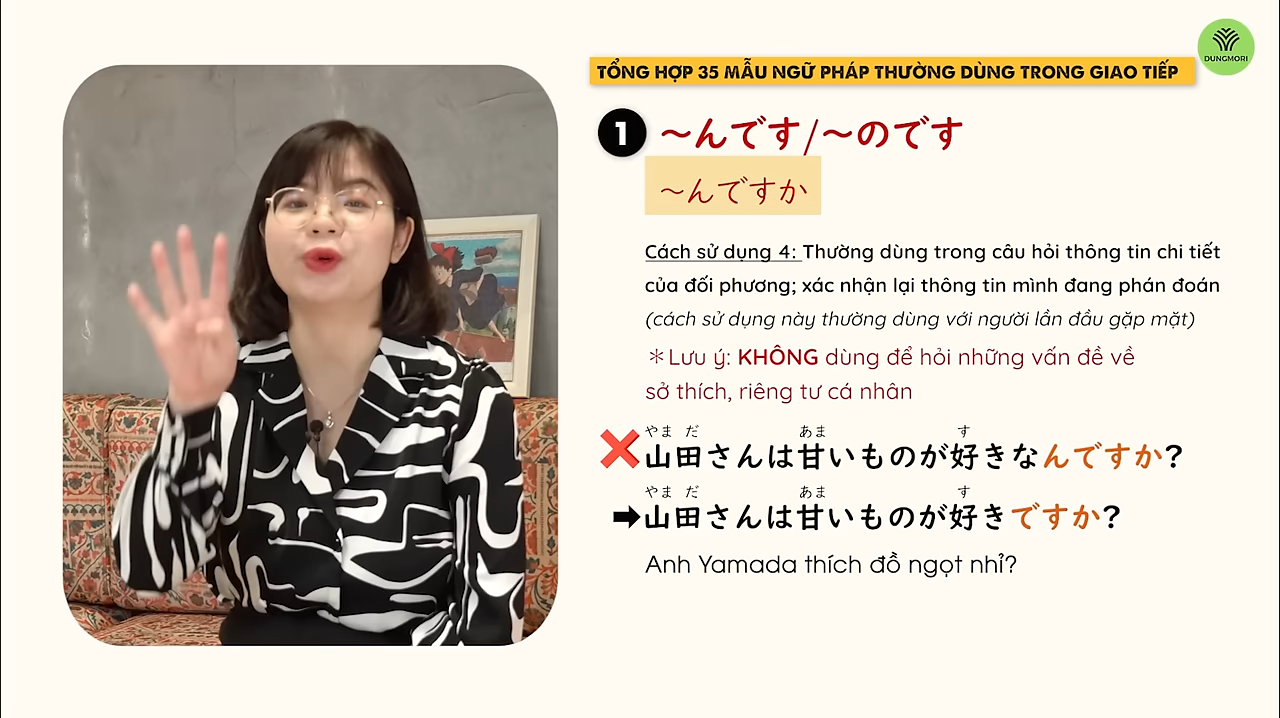 DUNGMORI
TỔNG HỢP 35 MẪU NGỮ PHÁP THƯỜNG DÙNG TRONG GIAO TIẾP
1 ～んです/～のです
～んですか
Cách sử dụng 4: Thường dùng trong câu hỏi thông tin chi tiết
của đối phương; xác nhận lại thông tin mình đang phán đoán
(cách sử dụng này thường dùng với người lần đầu gặp mặt)
＊Lưu ý: KHÔNG dùng để hỏi những vấn đề về
sở thích, riêng tư cá nhân
やま だ あま す
❌山田さんは甘いものが好きなんですか?
やま だ あま す
➡山田さんは甘いものが好きですか?
Anh Yamada thích đồ ngọt nhỉ?